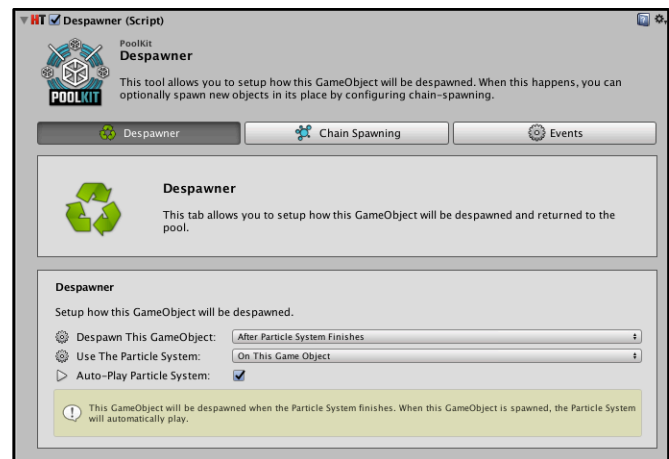 HT Despawner (Script)
PoolKit
Despawner
This tool allows you to setup how this GameObject will be despawned. When this happens, you can
optionally spawn new objects in its place by configuring chain-spawning.
POOLKIT
Despawner
Chain Spawning
Events
Despawner
This tab allows you to setup how this GameObject will be despawned and returned to the
pool.
Despawner
Setup how this GameObject will be despawned.
Despawn This GameObject: After Particle System Finishes
Use The Particle System: On This Game Object
Auto-Play Particle System:
This GameObject will be despawned when the Particle System finishes. When this GameObject is spawned, the Particle System
will automatically play.